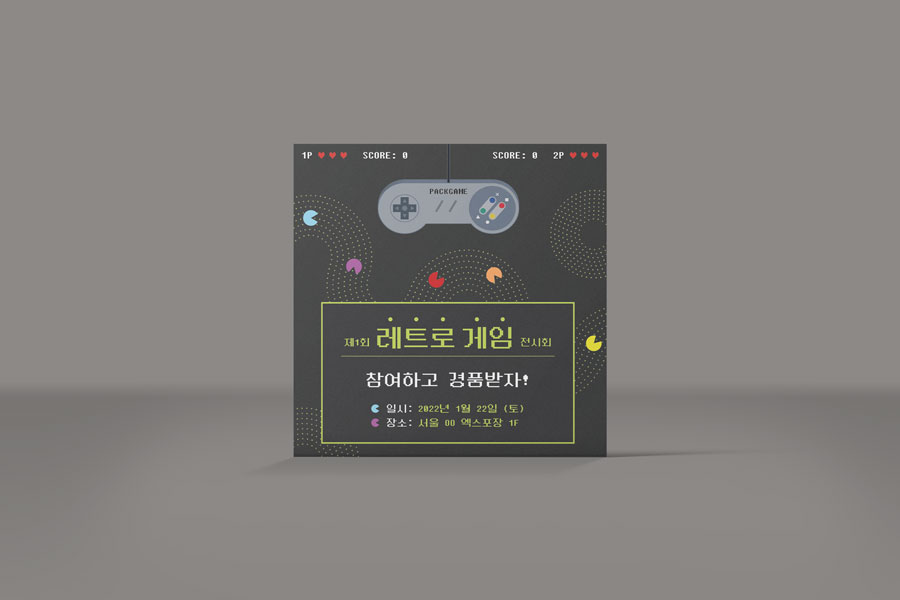 1P ♥♥♥ SCORE: 0 SCORE: 0 2P ♥♥♥
PACKGAME
제1회 레트로 게임 전시회
참여하고 경품받자!
일시: 2022년 1월 22일 (토)
장소: 서울 OO 엑스포장 1F